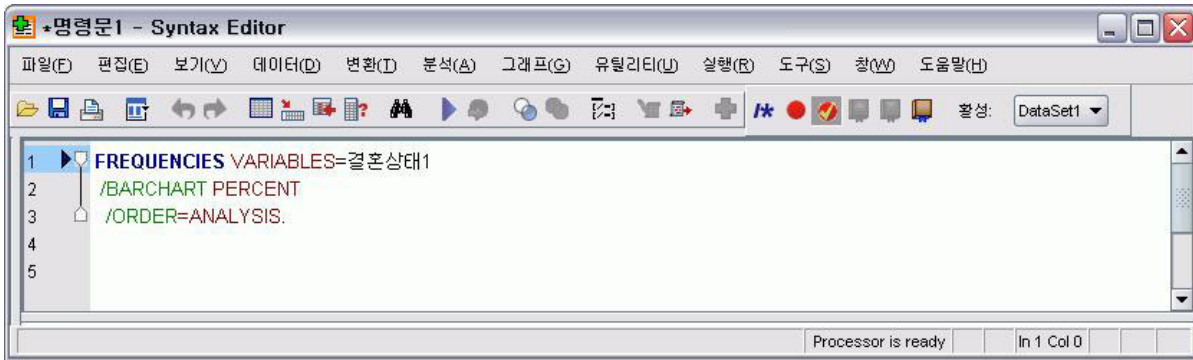 *명령문1 - Syntax Editor
파일(F) 편집(E) 보기(V) 데이터(D) 변환(T) 분석(A) 그래프(G) 유틸리티(U) 실행(R) 도구(S) 창(W) 도움말(H)
활성: DataSet1
1 FREQUENCIES VARIABLES=결혼상태1
2 /BARCHART PERCENT
3 /ORDER=ANALYSIS.
4
5
Processor is ready In 1 Col 0